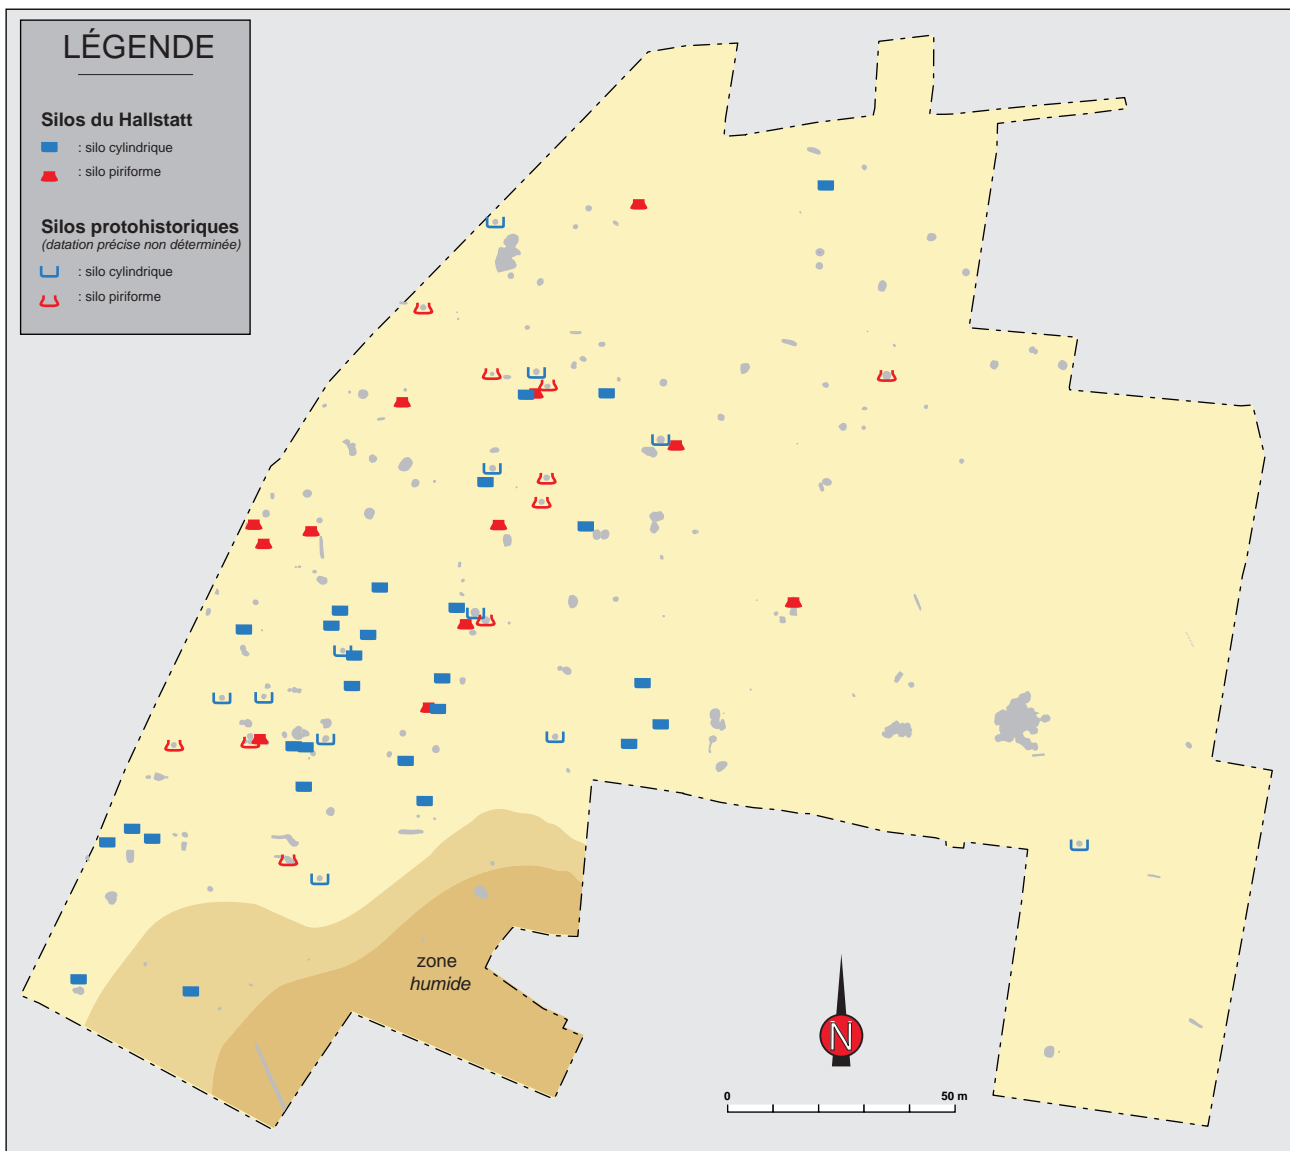 LÉGENDE
Silos du Hallstatt
: silo cylindrique
: silo piriforme
Silos protohistoriques
(datation précise non déterminée)
: silo cylindrique
: silo piriforme
zone
humide
N
0 50 m